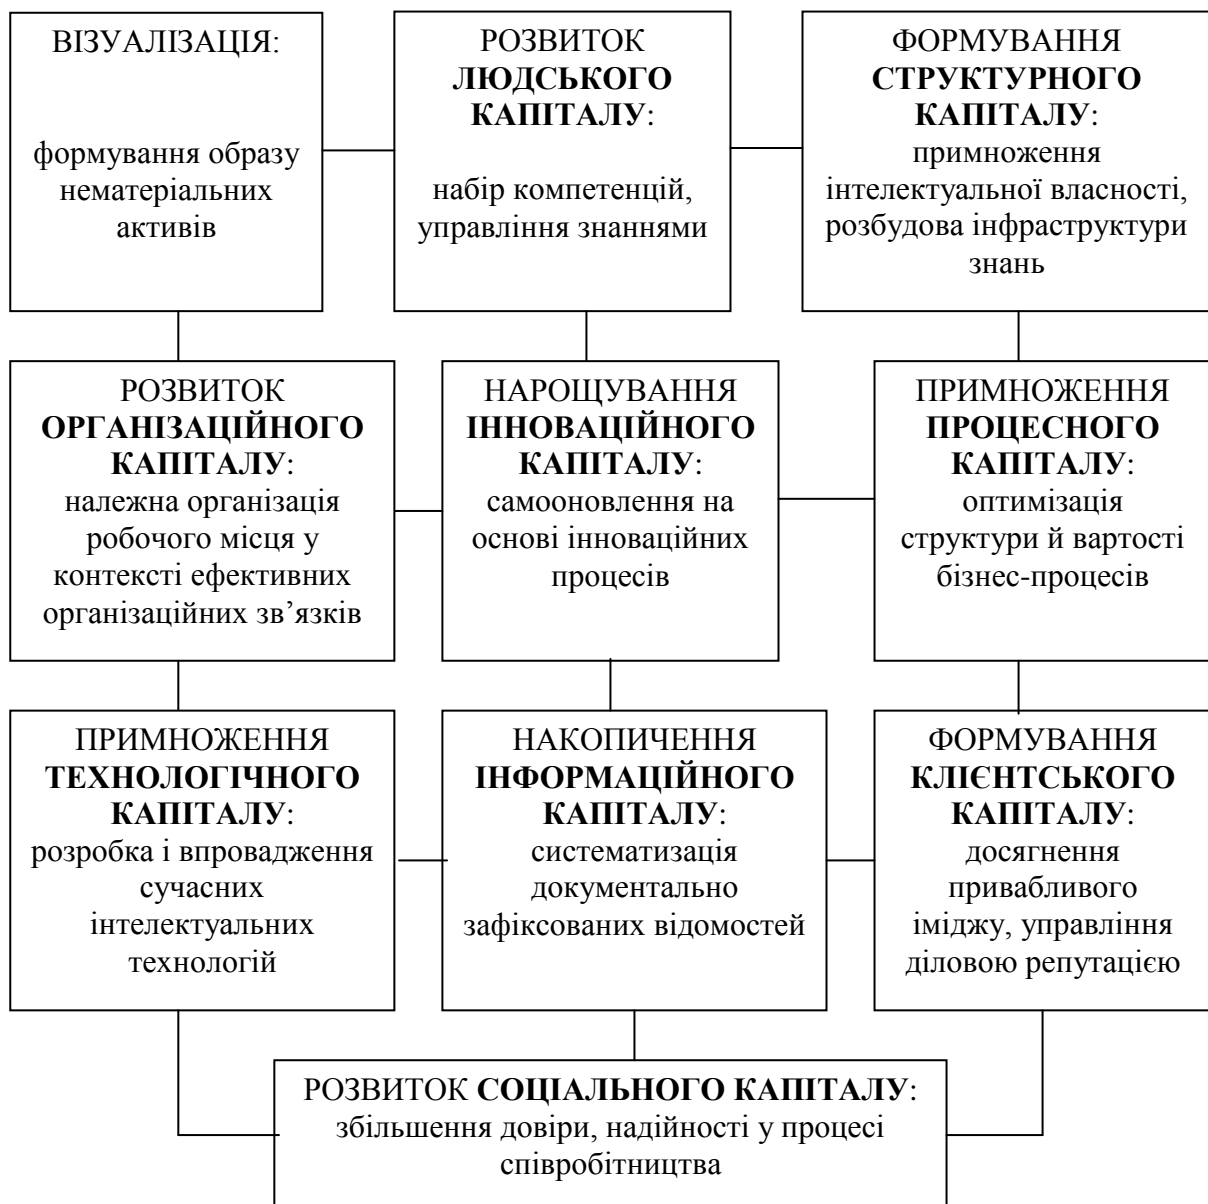 ВІЗУАЛІЗАЦІЯ:
формування образу
нематеріальних
активів
РОЗВИТОК
ЛЮДСЬКОГО
КАПІТАЛУ:
набір компетенцій,
управління знаннями
ФОРМУВАННЯ
СТРУКТУРНОГО
КАПІТАЛУ:
примноження
інтелектуальної власності,
розбудова інфраструктури
знань
РОЗВИТОК
ОРГАНІЗАЦІЙНОГО
КАПІТАЛУ:
належна організація
робочого місця у
контексті ефективних
організаційних зв’язків
НАРОЩУВАННЯ
ІННОВАЦІЙНОГО
КАПІТАЛУ:
самооновлення на
основі інноваційних
процесів
ПРИМНОЖЕННЯ
ПРОЦЕСНОГО
КАПІТАЛУ:
оптимізація
структури й вартості
бізнес-процесів
ПРИМНОЖЕННЯ
ТЕХНОЛОГІЧНОГО
КАПІТАЛУ:
розробка і впровадження
сучасних
інтелектуальних
технологій
НАКОПИЧЕННЯ
ІНФОРМАЦІЙНОГО
КАПІТАЛУ:
систематизація
документально
зафіксованих відомостей
ФОРМУВАННЯ
КЛІЄНТСЬКОГО
КАПІТАЛУ:
досягнення
привабливого
іміджу, управління
діловою репутацією
РОЗВИТОК СОЦІАЛЬНОГО КАПІТАЛУ:
збільшення довіри, надійності у процесі
співробітництва